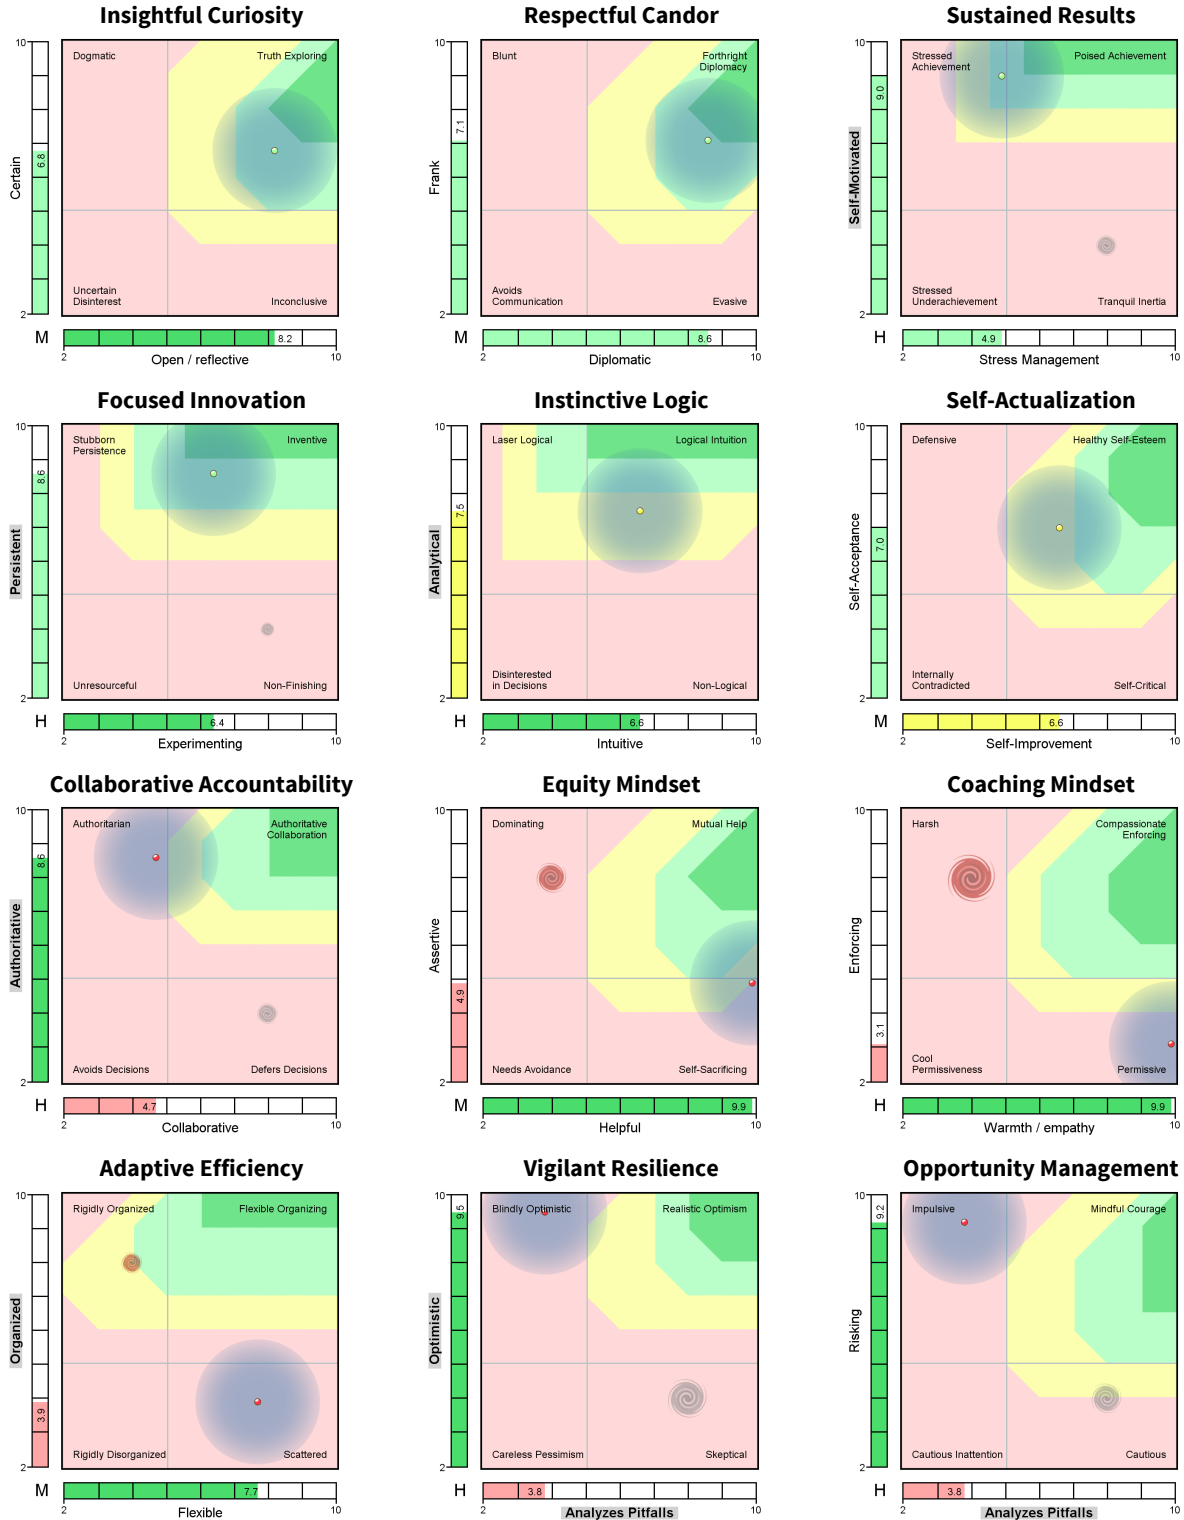 Insightful Curiosity
10
Dogmatic
Truth Exploring
Certain
6.8
Uncertain
Disinterest
Inconclusive
2
M
8.2
2
Open / reflective
10
Respectful Candor
10
Blunt
Forthright
Diplomacy
Frank
7.1
Avoids
Communication
Evasive
2
M
8.6
2
Diplomatic
10
Sustained Results
10
Stressed
Achievement
Poised Achievement
Self-Motivated
9.0
Stressed
Underachievement
Tranquil Inertia
2
H
4.9
2
Stress Management
10
Focused Innovation
10
Stubborn
Persistence
Inventive
Persistent
8.6
Unresourceful
Non-Finishing
2
H
6.4
2
Experimenting
10
Instinctive Logic
10
Laser Logical
Logical Intuition
Analytical
7.5
Disinterested
in Decisions
Non-Logical
2
H
6.6
2
Intuitive
10
Self-Actualization
10
Defensive
Healthy Self-Esteem
Self-Acceptance
7.0
Internally
Contradicted
Self-Critical
2
M
6.6
2
Self-Improvement
10
Collaborative Accountability
10
Authoritarian
Authoritative
Collaboration
Authoritative
8.6
Avoids Decisions
Defers Decisions
2
H
4.7
2
Collaborative
10
Equity Mindset
10
Dominating
Mutual Help
Assertive
4.9
Needs Avoidance
Self-Sacrificing
2
M
9.9
2
Helpful
10
Coaching Mindset
10
Harsh
Compassionate
Enforcing
Enforcing
3.1
Cool
Permissiveness
Permissive
2
H
9.9
2
Warmth / empathy
10
Adaptive Efficiency
10
Rigidly Organized
Flexible Organizing
Organized
3.9
Rigidly Disorganized
Scattered
2
M
7.7
2
Flexible
10
Vigilant Resilience
10
Blindly Optimistic
Realistic Optimism
Optimistic
9.5
Careless Pessimism
Skeptical
2
H
3.8
2
Analyzes Pitfalls
10
Opportunity Management
10
Impulsive
Mindful Courage
Risking
9.2
Cautious Inattention
Cautious
2
H
3.8
2
Analyzes Pitfalls
10